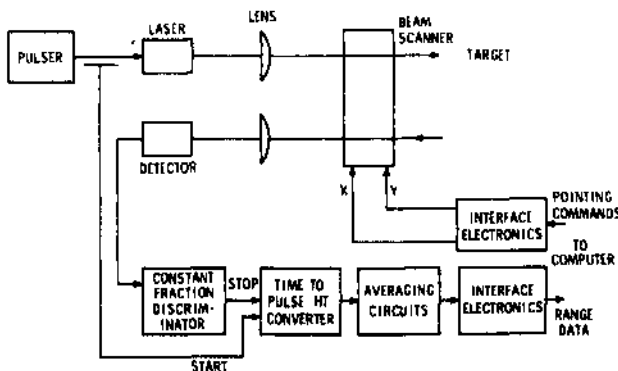 LENS
BEAM
SCANNER
LASER
PULSER
TARGET
DETECTOR
X
Y
POINTING
COMMANDS
INTERFACE
ELECTRONICS
TO
COMPUTER
CONSTANT
FRACTION
DISCRIM-
INATOR
STOP
TIME TO
PULSE HT
CONVERTER
AVERAGING
CIRCUITS
INTERFACE
ELECTRONICS
RANGE
DATA
START